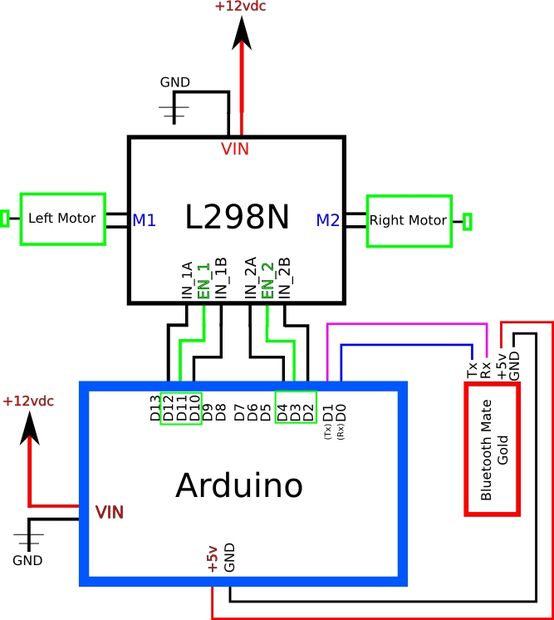 +12vdc
GND
VIN
Left Motor
M1
L298N
M2
Right Motor
IN_1A
EN_1
IN_1B
IN_2A
EN_2
IN_2B
Tx
Rx
+5v
GND
+12vdc
D13
D12
D11
D10
D9
D8
D7
D6
D5
D4
D3
D2
D1
(Tx)
D0
(Rx)
Bluetooth Mate
Gold
Arduino
VIN
GND
+5v
GND